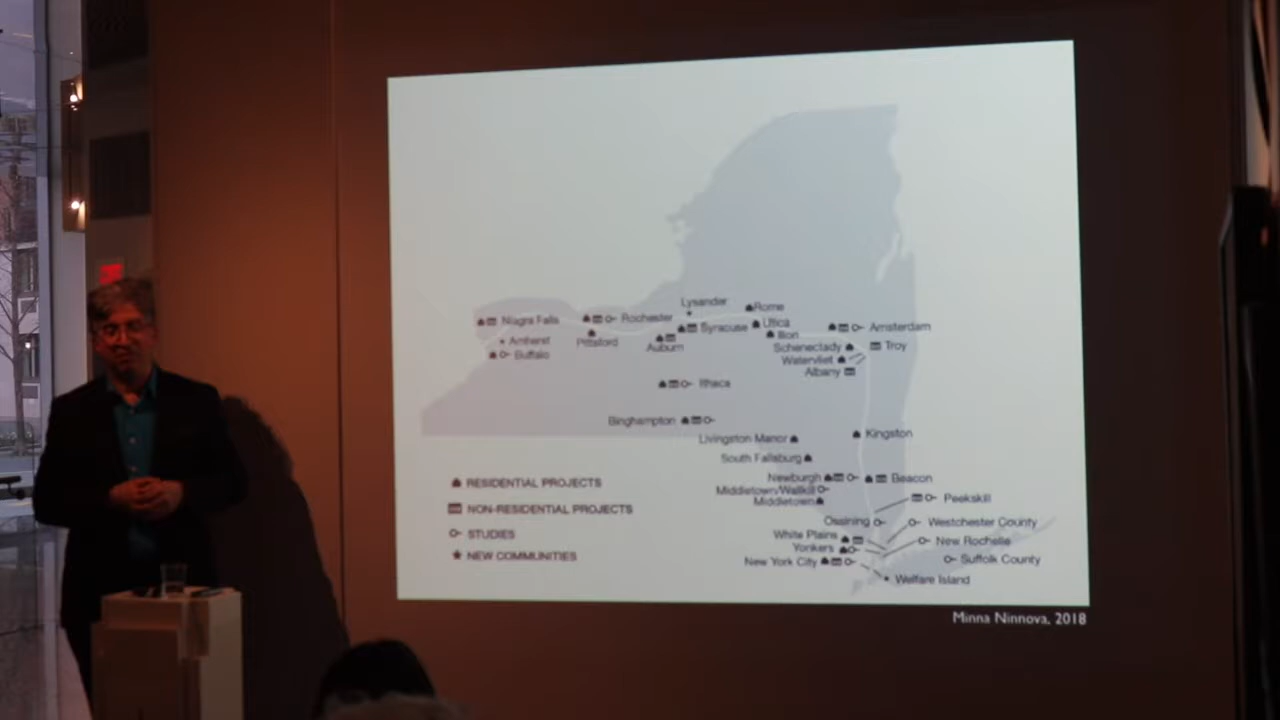 Lysander
Rome
Niagra Falls
Rochester
Utica
Syracuse
Amsterdam
Ilion
Amherst
Pittsford
Auburn
Schenectady
Troy
Buffalo
Watervliet
Albany
Ithaca
Binghampton
Kingston
Livingston Manor
South Fallsburg
Newburgh
Beacon
Middletown/Wallkill
Middletown
Peekskill
Ossining
Westchester County
White Plains
New Rochelle
Yonkers
New York City
Suffolk County
Welfare Island
RESIDENTIAL PROJECTS
NON-RESIDENTIAL PROJECTS
STUDIES
NEW COMMUNITIES
Minna Ninnova, 2018